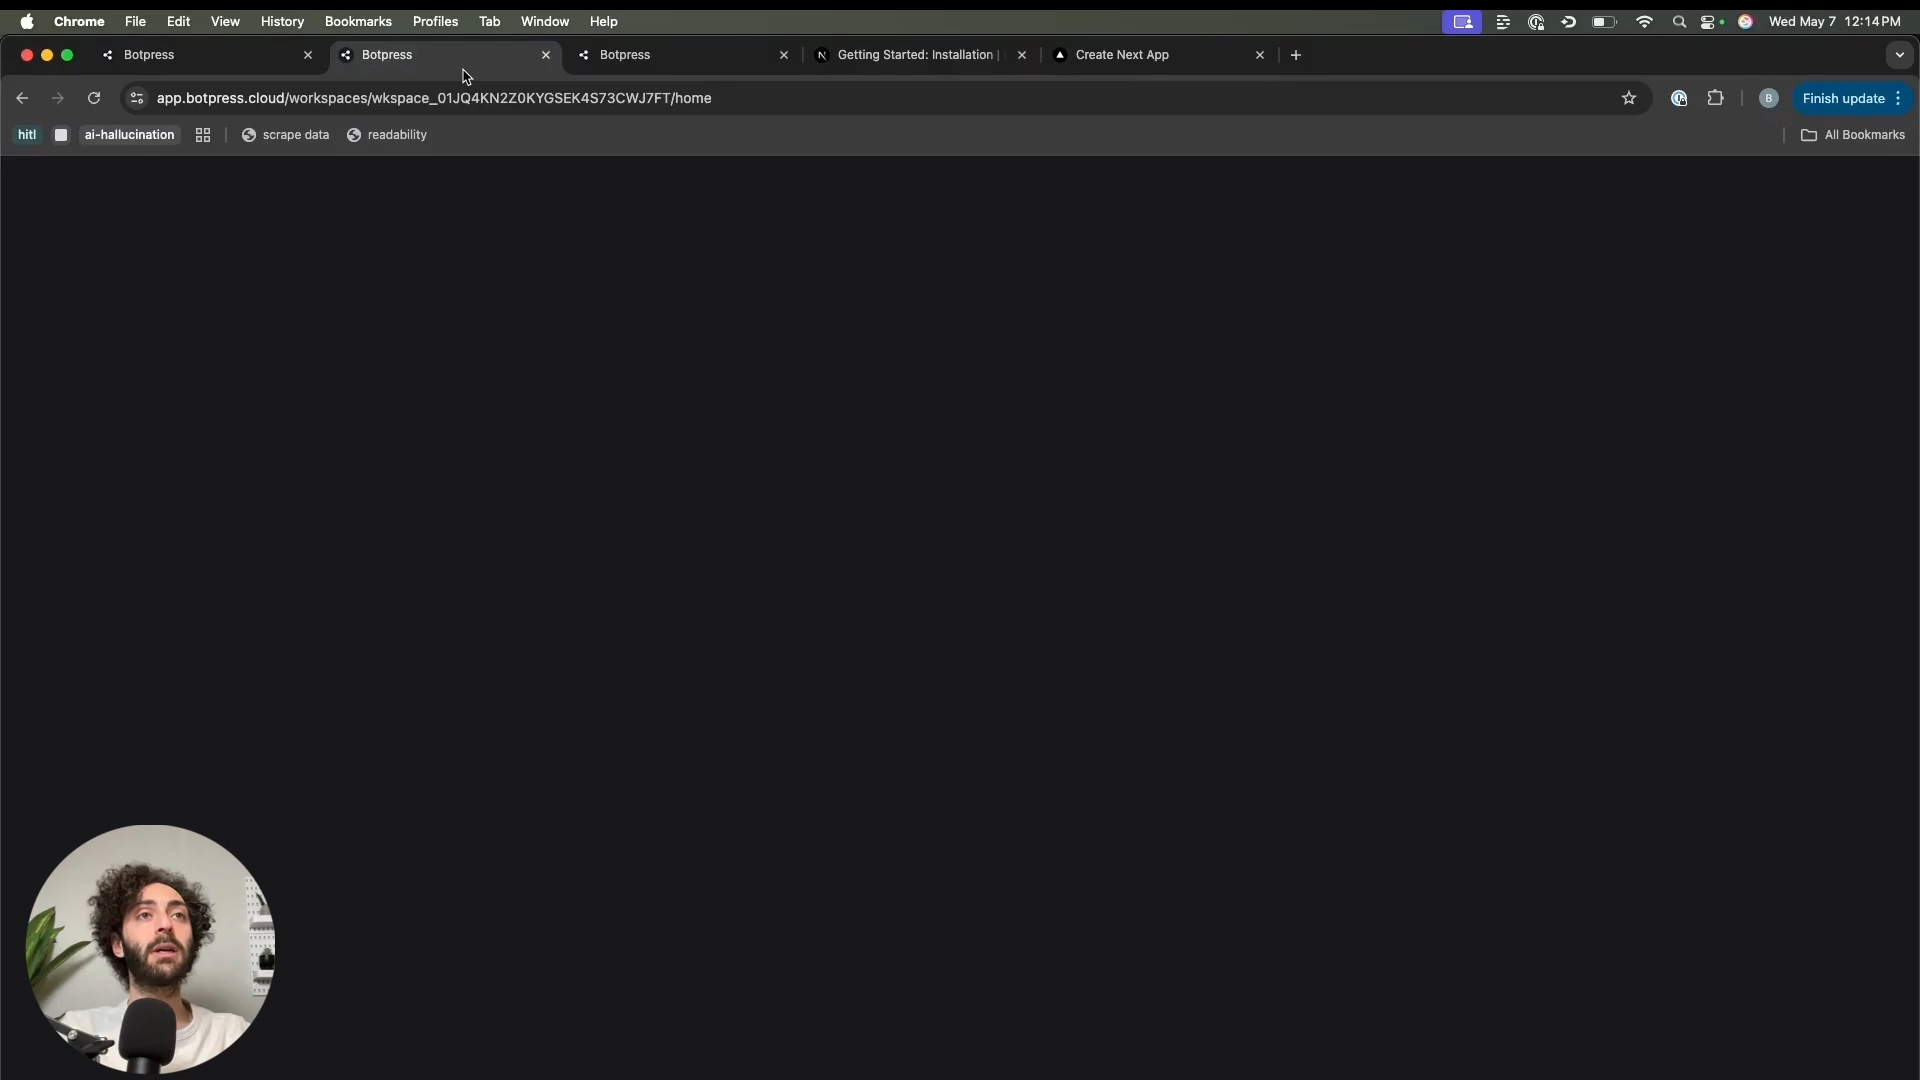 Chrome File Edit View History Bookmarks Profiles Tab Window Help Wed May 7 12:14 PM
Botpress Botpress Botpress Getting Started: Installation | Create Next App
app.botpress.cloud/workspaces/wkspace_01JQ4KN2Z0KYGSEK4S73CWJ7FT/home B Finish update
hitl ai-hallucination scrape data readability All Bookmarks